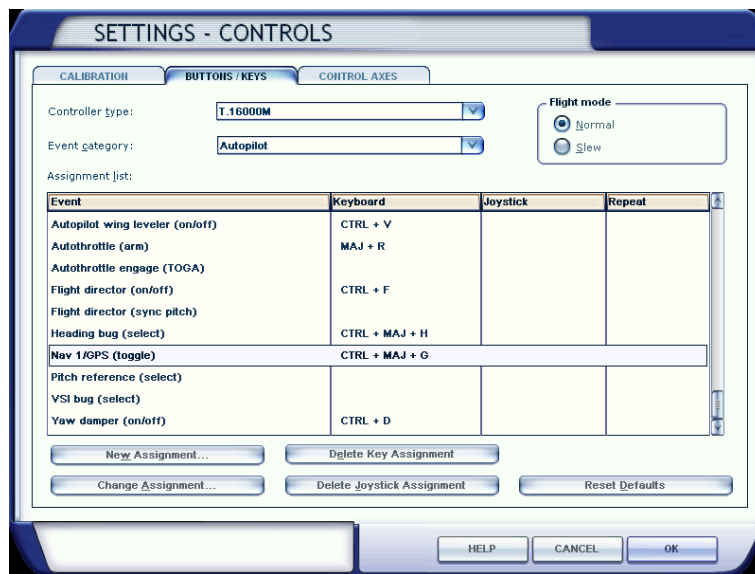 SETTINGS - CONTROLS
CALIBRATION BUTTONS / KEYS CONTROL AXES
Controller type: T.16000M
Flight mode
Normal
Slew
Event category: Autopilot
Assignment list:
Event Keyboard Joystick Repeat
Autopilot wing leveler (on/off) CTRL + V
Autothrottle (arm) MAJ + R
Autothrottle engage (TOGA)
Flight director (on/off) CTRL + F
Flight director (sync pitch)
Heading bug (select) CTRL + MAJ + H
Nav 1/GPS (toggle) CTRL + MAJ + G
Pitch reference (select)
VSI bug (select)
Yaw damper (on/off) CTRL + D
New Assignment... Delete Key Assignment
Change Assignment... Delete Joystick Assignment Reset Defaults
HELP CANCEL OK